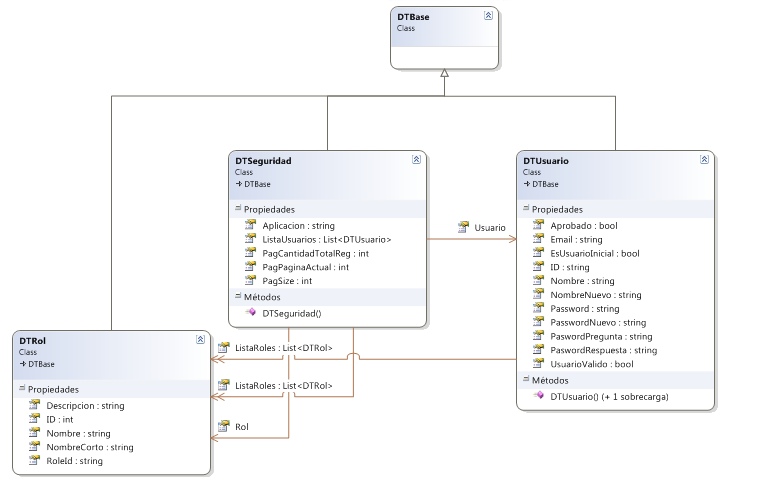 DTBase
Class
DTSeguridad
Class
DTBase
Propiedades
Aplicacion : string
ListaUsuarios : List<DTUsuario>
PagCantidadTotalReg : int
PagPaginaActual : int
PagSize : int
Métodos
DTSeguridad()
Usuario
DTUsuario
Class
DTBase
Propiedades
Aprobado : bool
Email : string
EsUsuarioInicial : bool
ID : string
Nombre : string
NombreNuevo : string
Password : string
PasswordNuevo : string
PaswordPregunta : string
PaswordRespuesta : string
UsuarioValido : bool
Métodos
DTUsuario() (+ 1 sobrecarga)
DTRol
Class
DTBase
Propiedades
Descripcion : string
ID : int
Nombre : string
NombreCorto : string
RoleId : string
ListaRoles : List<DTRol>
ListaRoles : List<DTRol>
Rol